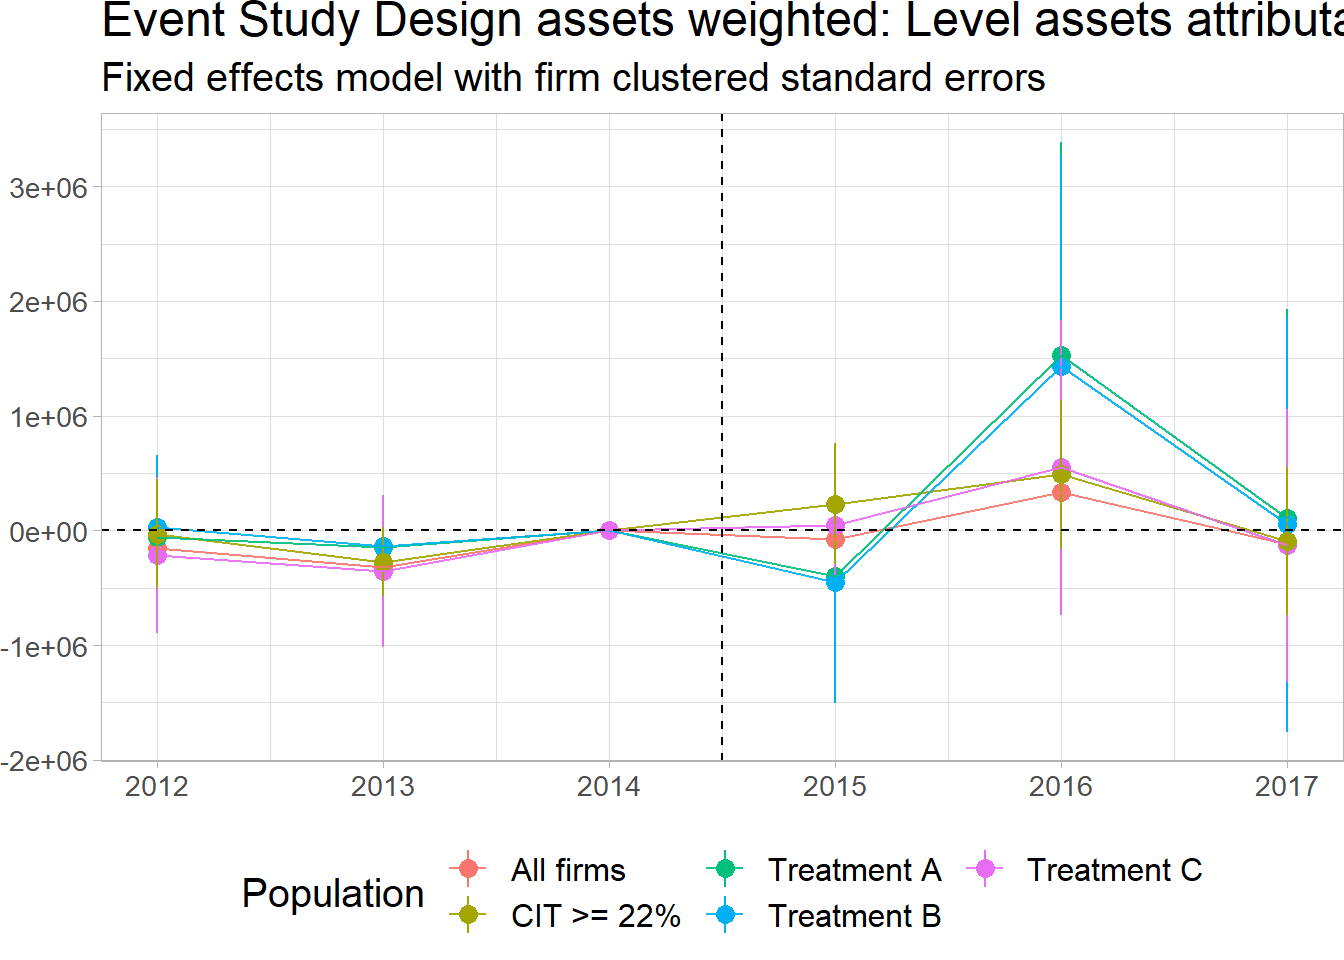 Event Study Design assets weighted: Level assets
Fixed effects model with firm clustered standard errors
3e+06
2e+06
1e+06
0e+00
-1e+06
-2e+06
2012 2013 2014 2015 2016 2017
Population
All firms Treatment A Treatment C
CIT >= 22% Treatment B